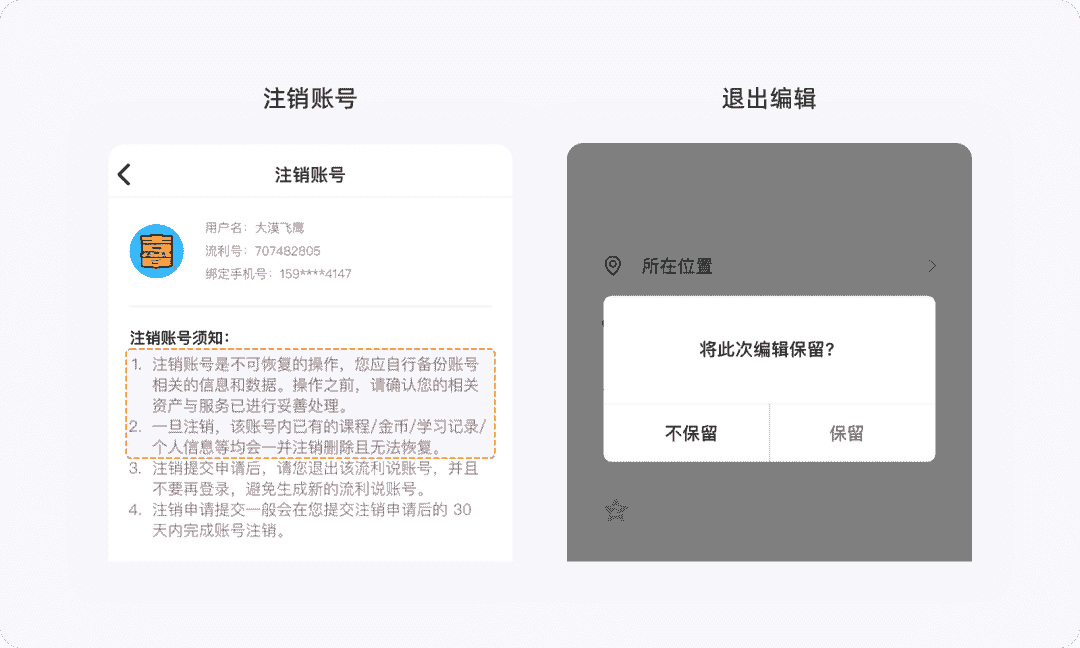 注销账号
注销账号
用户名：大漠飞鹰
流利号：707482805
绑定手机号：159****4147
注销账号须知：
1. 注销账号是不可恢复的操作，您应自行备份账号
相关的信息和数据。操作之前，请确认您的相关
资产与服务已进行妥善处理。
2. 一旦注销，该账号内已有的课程/金币/学习记录/
个人信息等均会一并注销删除且无法恢复。
3. 注销提交申请后，请您退出该流利说账号，并且
不要再登录，避免生成新的流利说账号。
4. 注销申请提交一般会在您提交注销申请后的 30
天内完成账号注销。
退出编辑
所在位置
将此次编辑保留?
不保留
保留